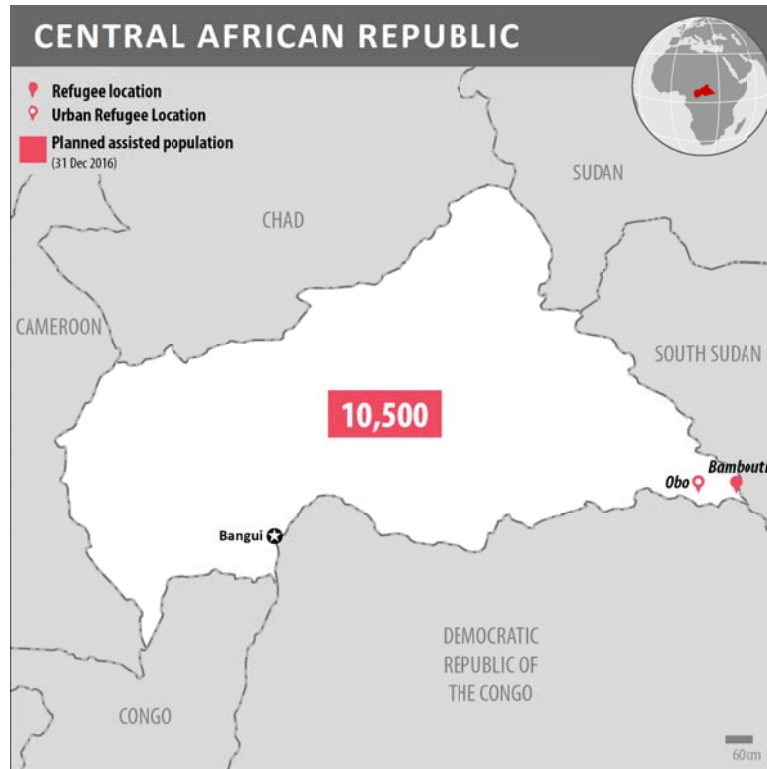 CENTRAL AFRICAN REPUBLIC
Refugee location
Urban Refugee Location
Planned assisted population
(31 Dec 2016)
SUDAN
CHAD
CAMEROON
SOUTH SUDAN
10,500
Bambouti
Obo
Bangui
DEMOCRATIC
REPUBLIC OF
THE CONGO
CONGO
60km